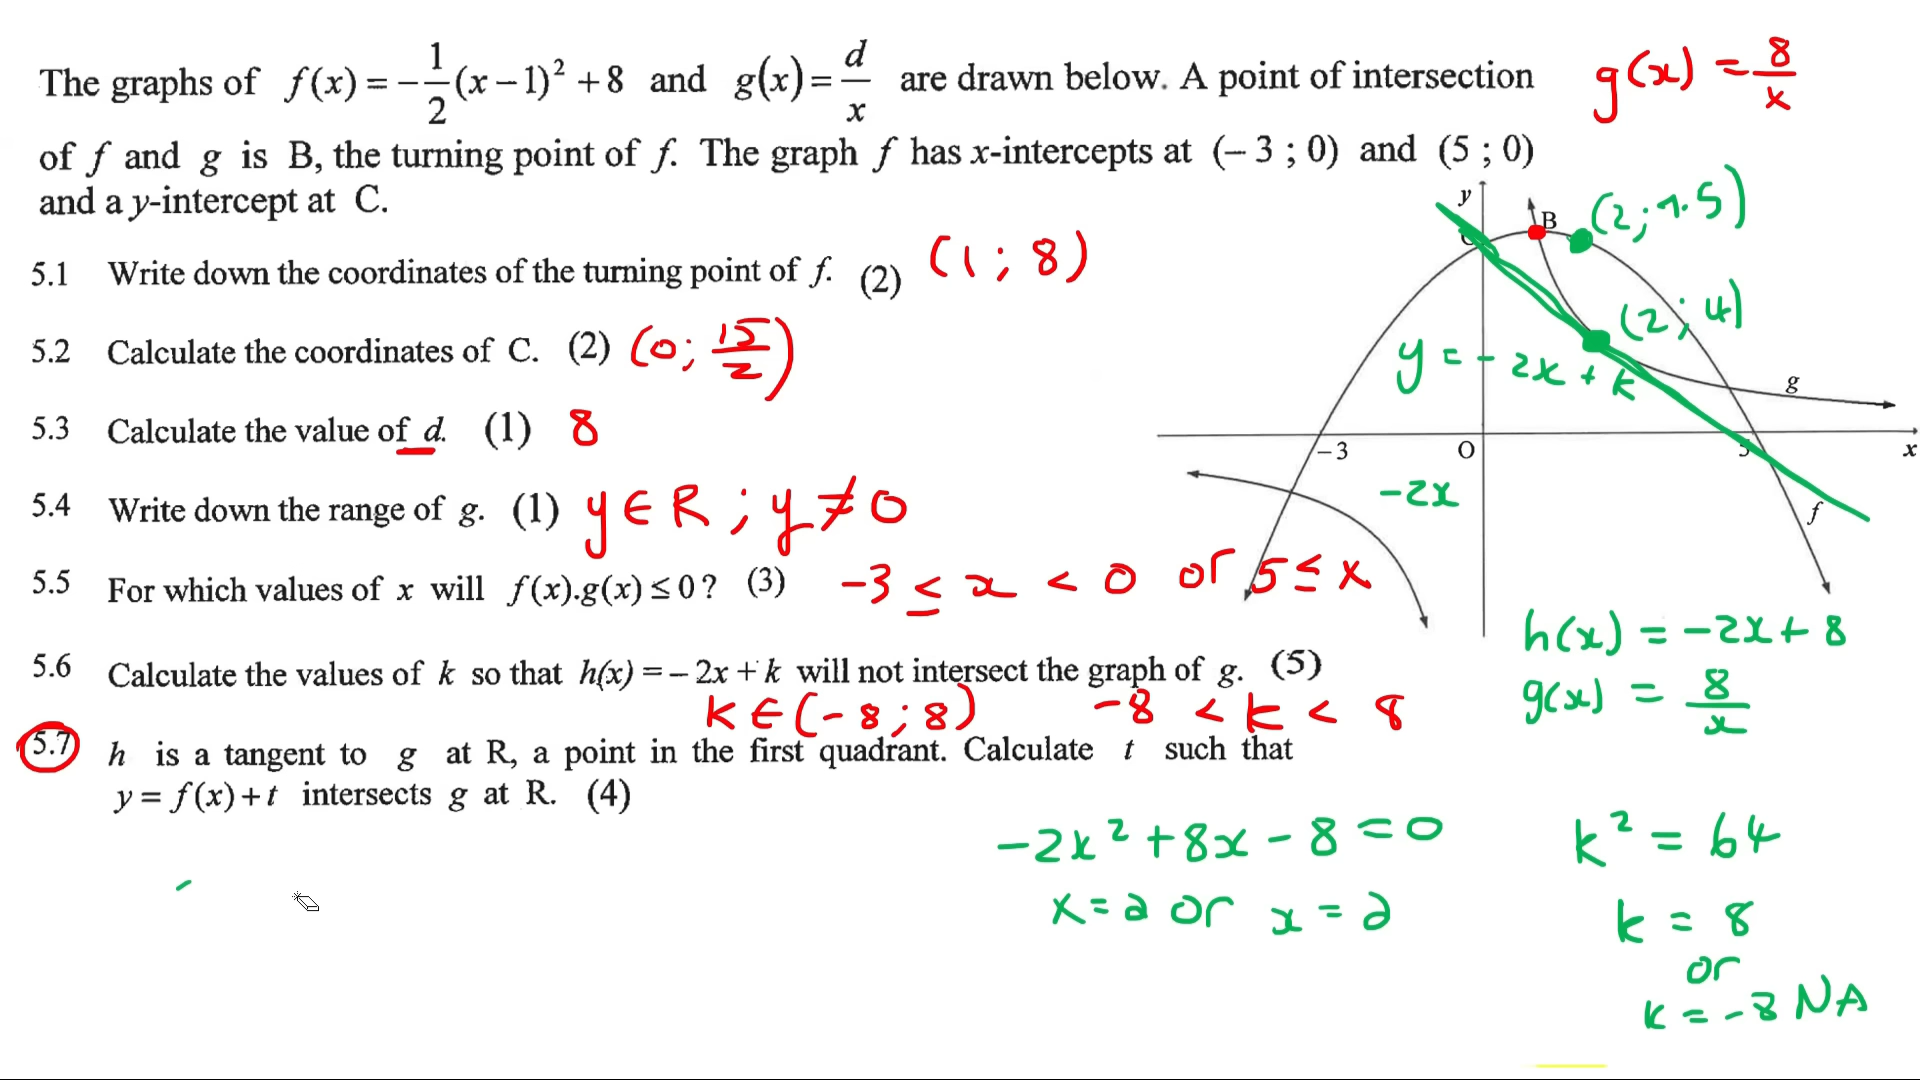 The graphs of f(x) = -1/2(x-1)² + 8 and g(x) = d/x are drawn below. A point of intersection
of f and g is B, the turning point of f. The graph f has x-intercepts at (– 3 ; 0) and (5 ; 0)
and a y-intercept at C.
g(x) = 8/x
5.1 Write down the coordinates of the turning point of f. (2) (1 ; 8)
5.2 Calculate the coordinates of C. (2) (0; 15/2)
5.3 Calculate the value of d. (1) 8
5.4 Write down the range of g. (1) y ∈ R ; y ≠ 0
5.5 For which values of x will f(x).g(x) ≤ 0? (3) -3 ≤ x < 0 or 5 ≤ x
5.6 Calculate the values of k so that h(x) = – 2x + k will not intersect the graph of g. (5)
k ∈ (-8 ; 8) -8 < k < 8
5.7 h is a tangent to g at R, a point in the first quadrant. Calculate t such that
y = f(x) + t intersects g at R. (4)
y
B
(2; 7.5)
(2; 4)
y = -2x + k
g
– 3
O
5
x
-2x
f
h(x) = -2x + 8
g(x) = 8/x
-2x² + 8x - 8 = 0
x = 2 or x = 2
k² = 64
k = 8
or
k = -8 NA